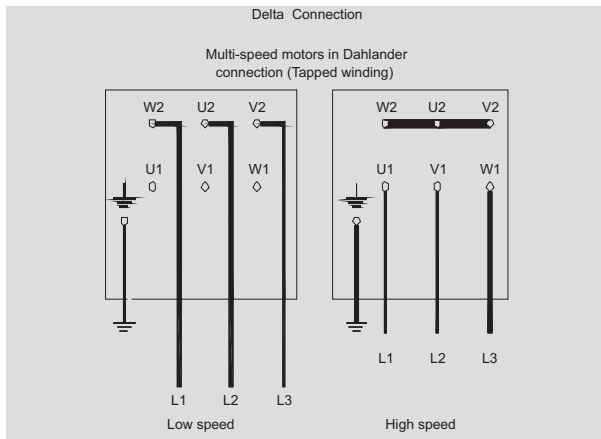 Delta Connection
Multi-speed motors in Dahlander
connection (Tapped winding)
W2 U2 V2
U1 V1 W1
L1 L2 L3
Low speed
W2 U2 V2
U1 V1 W1
L1 L2 L3
High speed